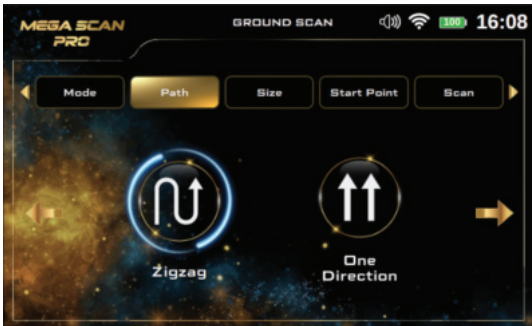 MEGA SCAN
PRO
GROUND SCAN
100
16:08
Mode
Path
Size
Start Point
Scan
Zigzag
One
Direction